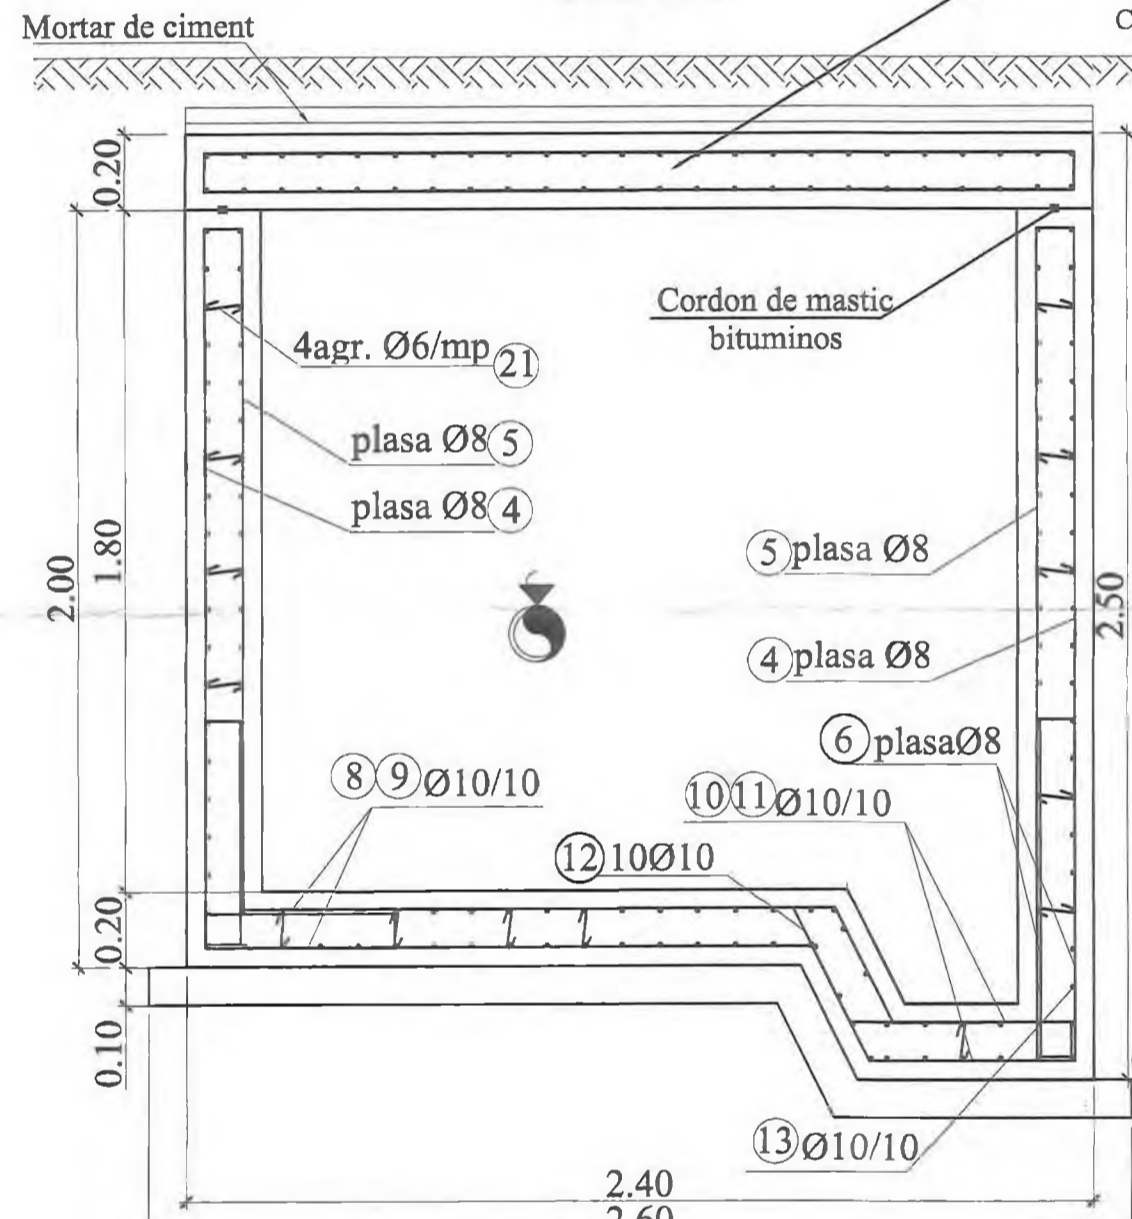 Mortar de ciment
C
0.20
Cordon de mastic
bituminos
4agr. Ø6/mp 21
plasa Ø8 5
plasa Ø8 4
2.00
1.80
5 plasa Ø8
2.50
4 plasa Ø8
6 plasaØ8
8 9 Ø10/10
10 11 Ø10/10
12 10Ø10
0.20
0.10
13 Ø10/10
2.40
2.60